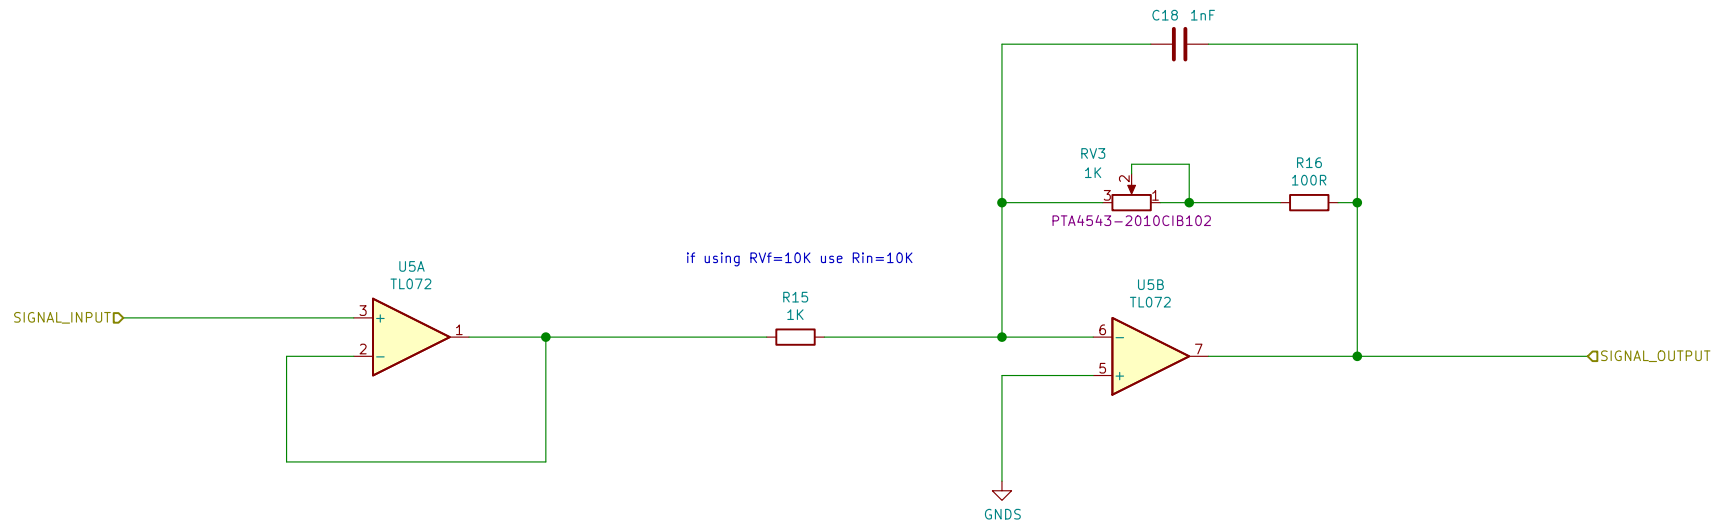 C18 1nF
RV3
1K
2
3
1
PTA4543-2010CIB102
R16
100R
if using RVf=10K use Rin=10K
U5A
TL072
SIGNAL_INPUT
3
+
2
−
1
R15
1K
U5B
TL072
6
−
5
+
7
SIGNAL_OUTPUT
GNDS